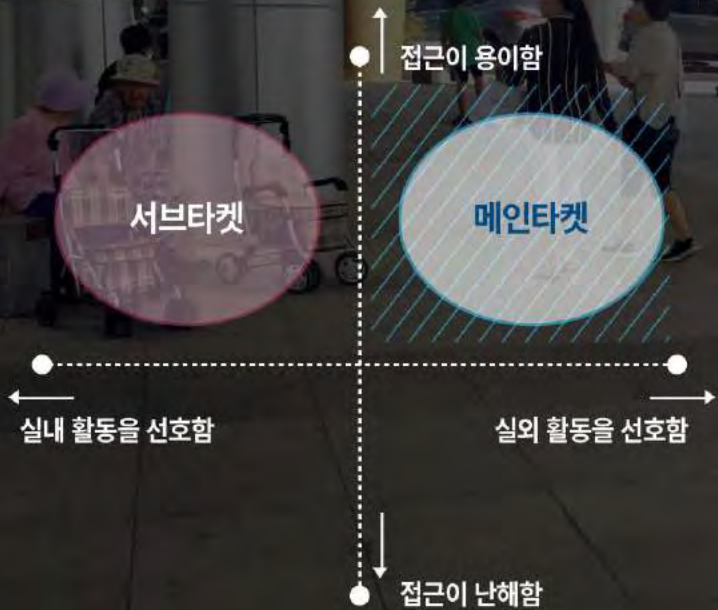 접근이 용이함
서브타켓
메인타켓
실내 활동을 선호함
실외 활동을 선호함
접근이 난해함